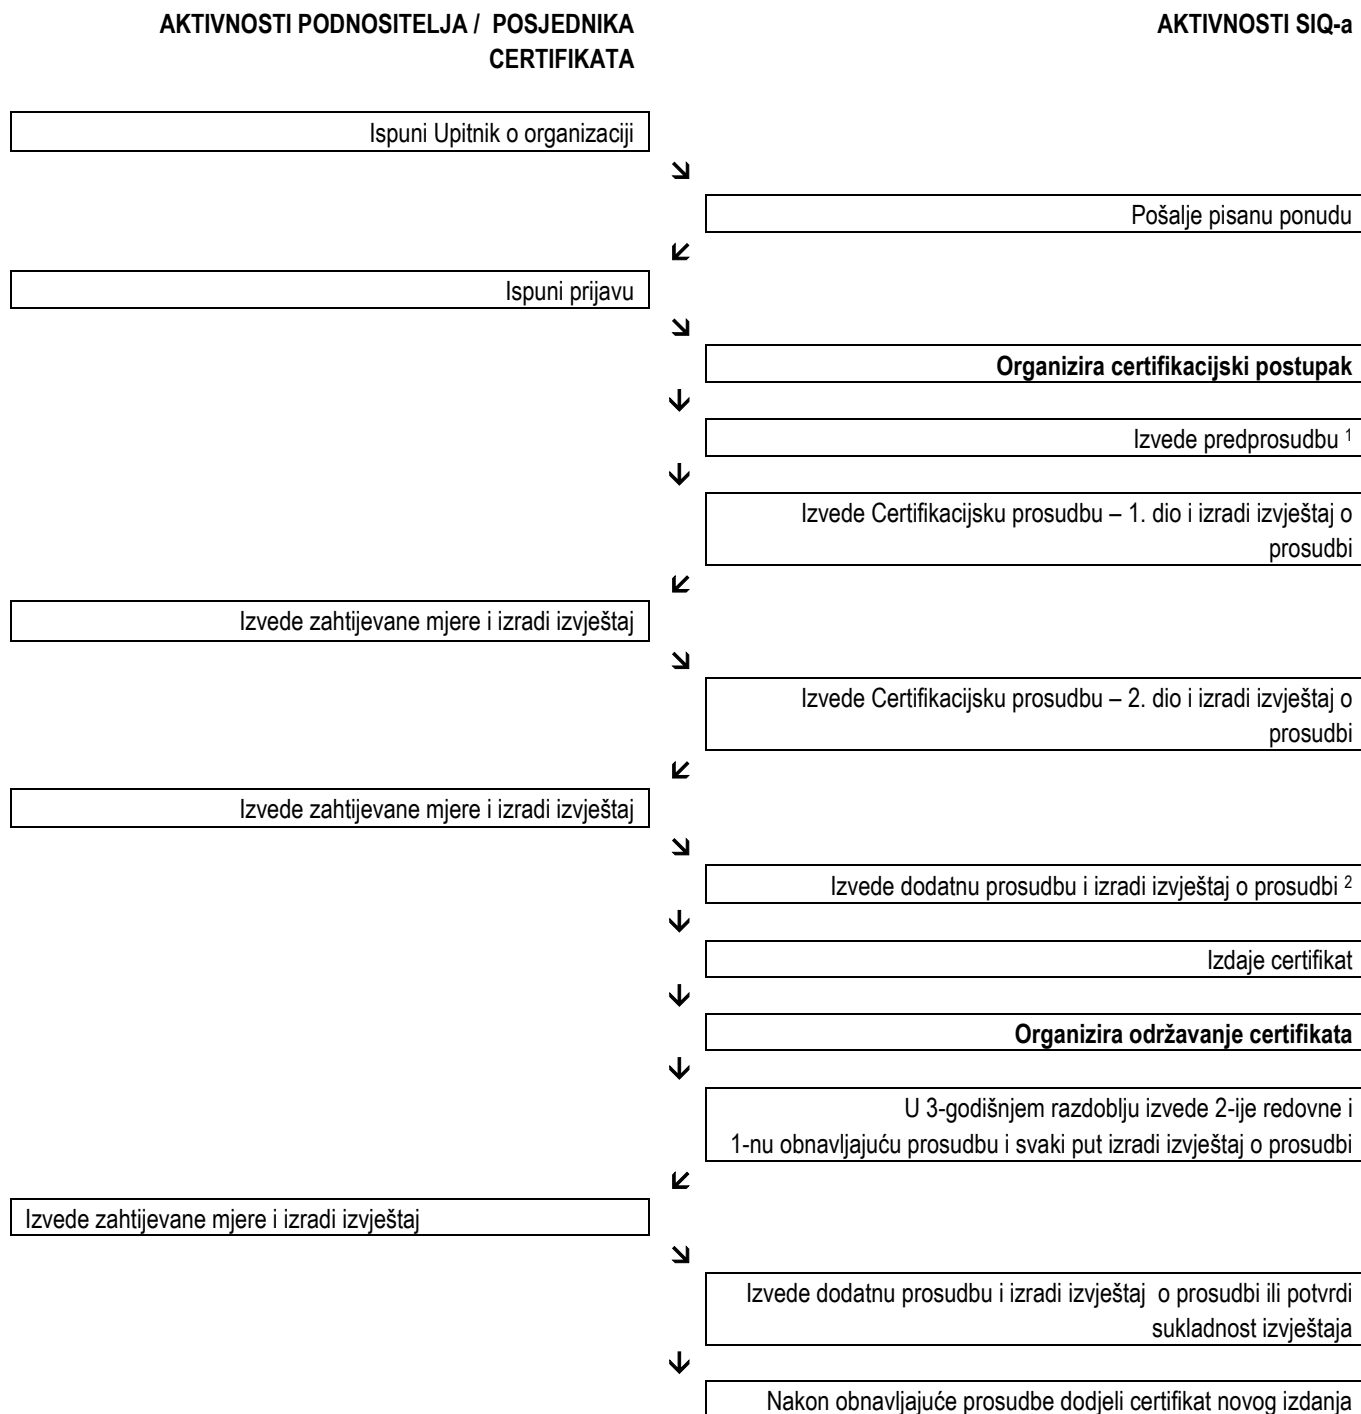 AKTIVNOSTI PODNOSITELJA / POSJEDNIKA
CERTIFIKATA
AKTIVNOSTI SIQ-a
Ispuni Upitnik o organizaciji
Pošalje pisanu ponudu
Ispuni prijavu
Organizira certifikacijski postupak
Izvede predprosudbu 1
Izvede Certifikacijsku prosudbu – 1. dio i izradi izvještaj o
prosudbi
Izvede zahtijevane mjere i izradi izvještaj
Izvede Certifikacijsku prosudbu – 2. dio i izradi izvještaj o
prosudbi
Izvede zahtijevane mjere i izradi izvještaj
Izvede dodatnu prosudbu i izradi izvještaj o prosudbi 2
Izdaje certifikat
Organizira održavanje certifikata
U 3-godišnjem razdoblju izvede 2-ije redovne i
1-nu obnavljajuću prosudbu i svaki put izradi izvještaj o prosudbi
Izvede zahtijevane mjere i izradi izvještaj
Izvede dodatnu prosudbu i izradi izvještaj o prosudbi ili potvrdi
sukladnost izvještaja
Nakon obnavljajuće prosudbe dodjeli certifikat novog izdanja